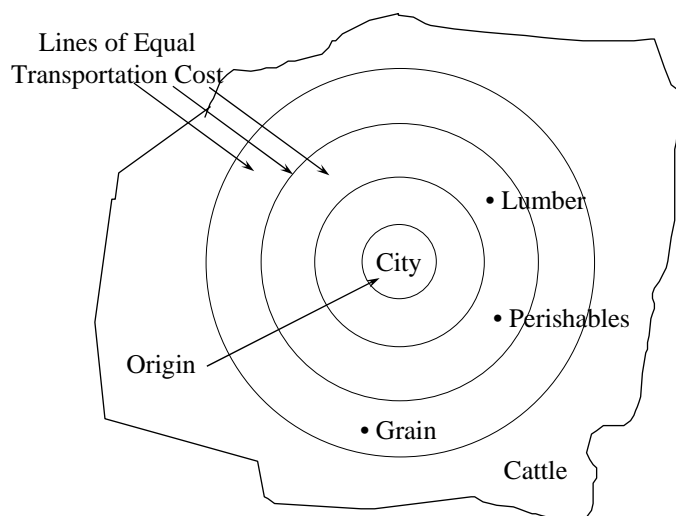 Lines of Equal
Transportation Cost
• Lumber
City
• Perishables
Origin
• Grain
Cattle